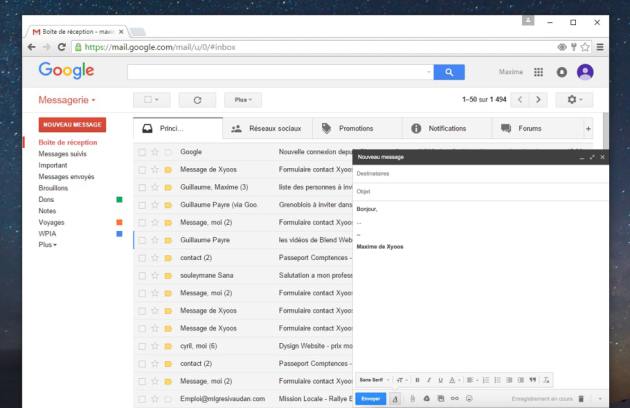 Boîte de réception - maxi
https://mail.google.com/mail/u/0/#inbox
Google
Maxime
Messagerie
Plus
1–50 sur 1 494
NOUVEAU MESSAGE
Princi...
Réseaux sociaux
Promotions
Notifications
Forums
+
Boîte de réception
Messages suivis
Important
Messages envoyés
Brouillons
Dons
Notes
Voyages
WPIA
Plus
Google Nouvelle connexion depu
Message de Xyoos Formulaire contact Xyoo
Guillaume, Maxime (3) liste des personnes à inv
Guillaume Payre (via Goo. Grenoblois à inviter dans
Message, moi (2) Formulaire contact Xyoo
Guillaume Payre les vidéos de Blend Web
contact (2) Passeport Comptences -
souleymane Sana Salutation a mon profess
Message, moi (2) Formulaire contact Xyoo
Message de Xyoos Formulaire contact Xyoo
Message de Xyoos Formulaire contact Xyoo
cyril, moi (6) Dysign Website - prix mo
contact (2) Passeport Comptences -
Message, moi (2) Formulaire contact Xyoo
Emploi@mlgresivaudan.com Mission Locale - Rallye E
Nouveau message
Destinataires
Objet
Bonjour,
--
--
Maxime de Xyoos
Sans Serif
Envoyer
Enregistrement en cours